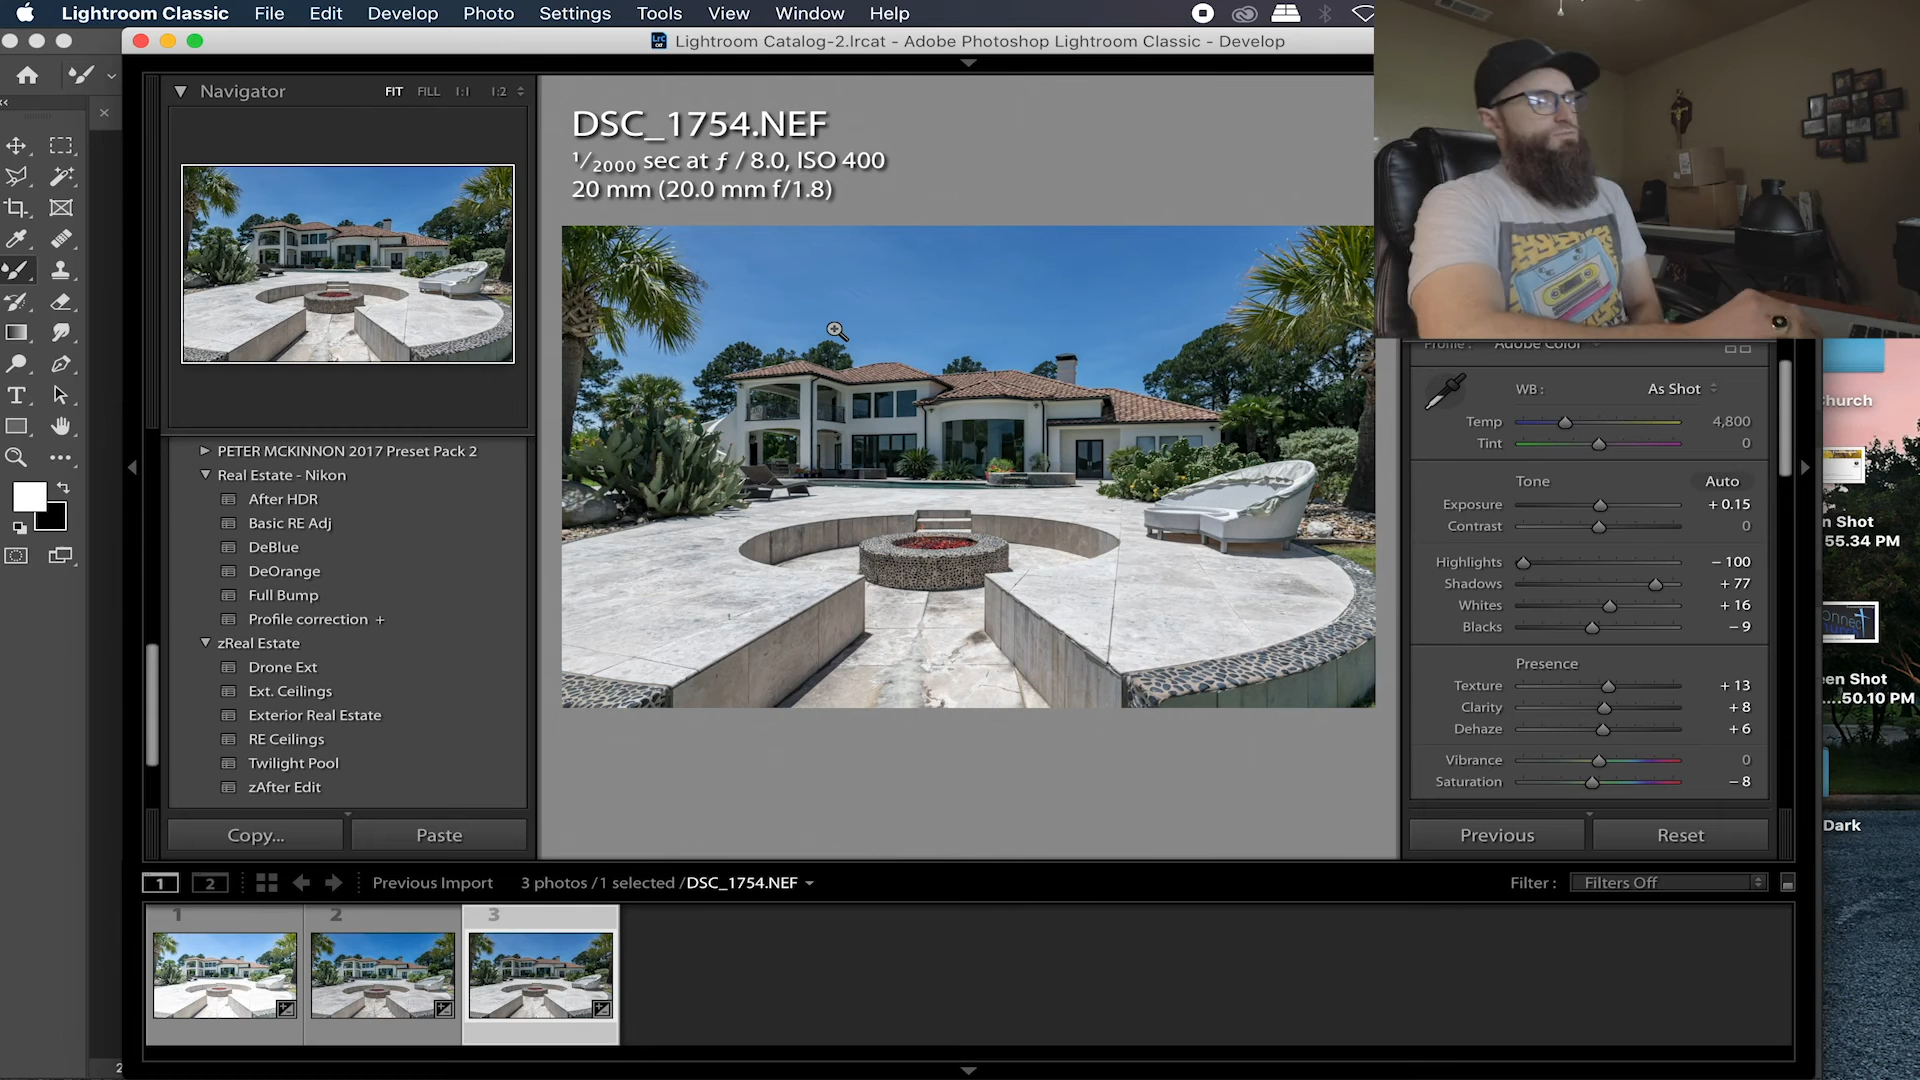 Lightroom Classic File Edit Develop Photo Settings Tools View Window Help
Lightroom Catalog-2.lrcat - Adobe Photoshop Lightroom Classic - Develop
Navigator FIT FILL 1:1 1:2
DSC_1754.NEF
1/2000 sec at ƒ / 8.0, ISO 400
20 mm (20.0 mm f/1.8)
Profile : Adobe Color
WB : As Shot
Temp 4,800
Tint 0
Tone Auto
Exposure + 0.15
Contrast 0
Highlights – 100
Shadows + 77
Whites + 16
Blacks – 9
Presence
Texture + 13
Clarity + 8
Dehaze + 6
Vibrance 0
Saturation – 8
Previous Reset
PETER MCKINNON 2017 Preset Pack 2
Real Estate - Nikon
After HDR
Basic RE Adj
DeBlue
DeOrange
Full Bump
Profile correction +
zReal Estate
Drone Ext
Ext. Ceilings
Exterior Real Estate
RE Ceilings
Twilight Pool
zAfter Edit
Copy... Paste
1 2 Previous Import 3 photos / 1 selected / DSC_1754.NEF
Filter : Filters Off
1 2 3
hurch
n Shot
55.34 PM
een Shot
....50.10 PM
Dark